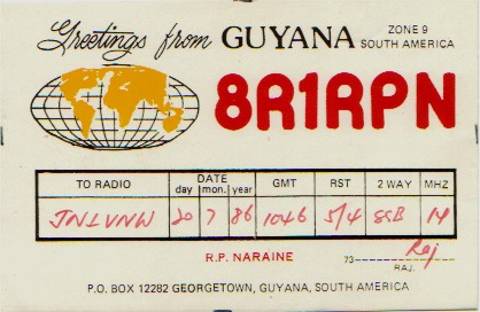 Greetings from GUYANA ZONE 9
SOUTH AMERICA
8R1RPN
TO RADIO DATE GMT RST 2 WAY MHZ
day mon. year
JN1VNW 20 7 86 1046 5/4 SSB 14
R.P. NARAINE 73 Raj
RAJ.
P.O. BOX 12282 GEORGETOWN, GUYANA, SOUTH AMERICA